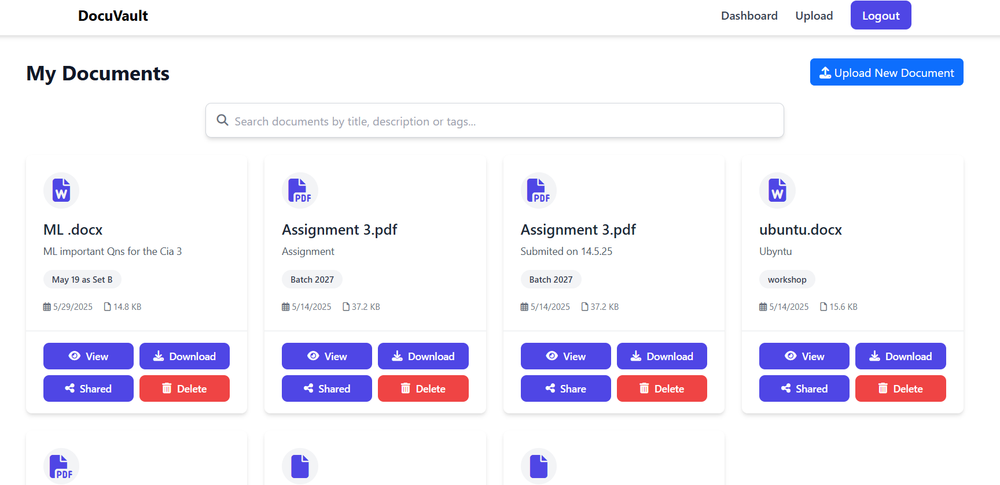 DocuVault
Dashboard Upload Logout
My Documents
Upload New Document
Search documents by title, description or tags...
W
ML .docx
ML important Qns for the Cia 3
May 19 as Set B
5/29/2025 14.8 KB
View Download
Shared Delete
PDF
Assignment 3.pdf
Assignment
Batch 2027
5/14/2025 37.2 KB
View Download
Shared Delete
PDF
Assignment 3.pdf
Submited on 14.5.25
Batch 2027
5/14/2025 37.2 KB
View Download
Share Delete
W
ubuntu.docx
Ubyntu
workshop
5/14/2025 15.6 KB
View Download
Shared Delete
PDF